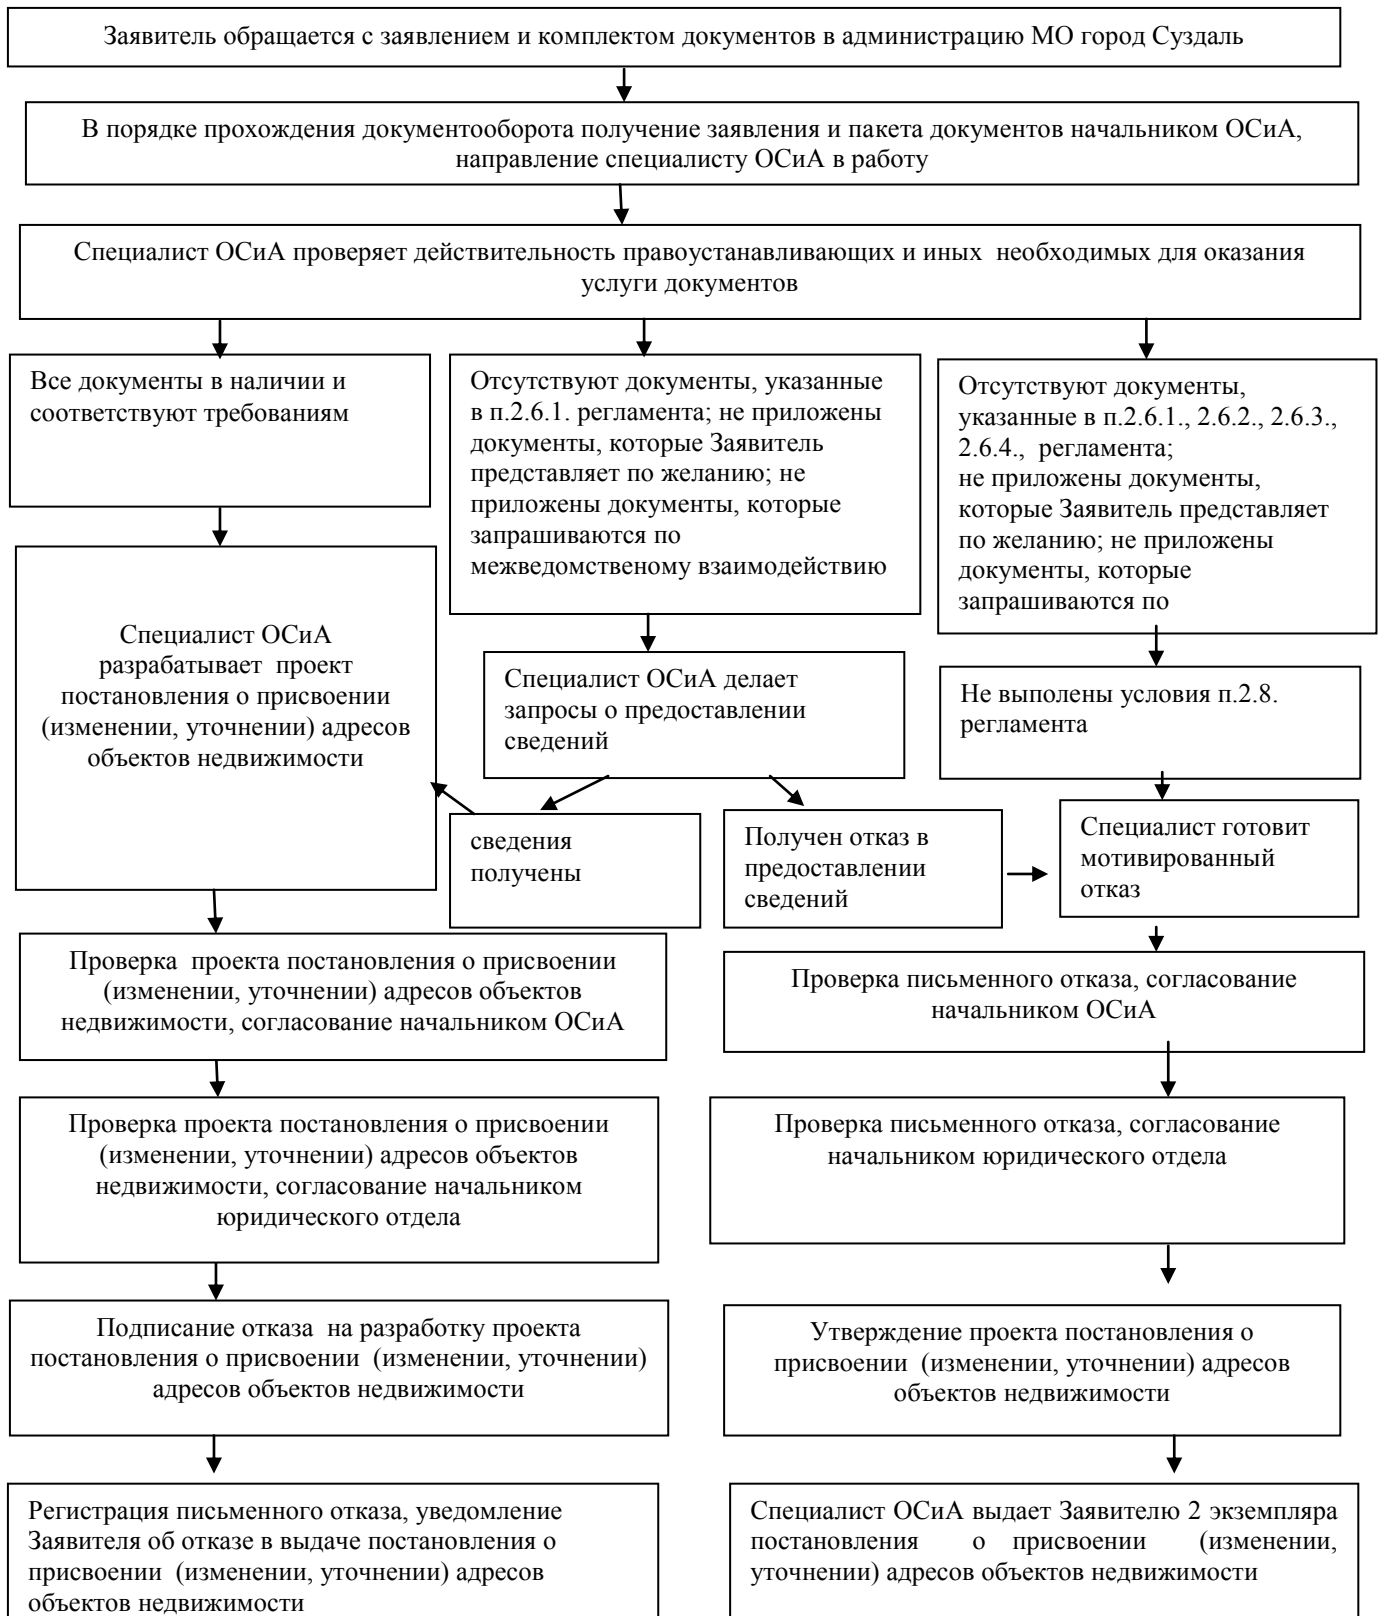 Заявитель обращается с заявлением и комплектом документов в администрацию МО город Суздаль
В порядке прохождения документооборота получение заявления и пакета документов начальником ОСиА,
направление специалисту ОСиА в работу
Специалист ОСиА проверяет действительность правоустанавливающих и иных необходимых для оказания
услуги документов
Все документы в наличии и
соответствуют требованиям
Отсутствуют документы, указанные
в п.2.6.1. регламента; не приложены
документы, которые Заявитель
представляет по желанию; не
приложены документы, которые
запрашиваются по
межведомственому взаимодействию
Отсутствуют документы,
указанные в п.2.6.1., 2.6.2., 2.6.3.,
2.6.4., регламента;
не приложены документы,
которые Заявитель представляет
по желанию; не приложены
документы, которые
запрашиваются по
Специалист ОСиА
разрабатывает проект
постановления о присвоении
(изменении, уточнении) адресов
объектов недвижимости
Специалист ОСиА делает
запросы о предоставлении
сведений
Не выполены условия п.2.8.
регламента
сведения
получены
Получен отказ в
предоставлении
сведений
Специалист готовит
мотивированный
отказ
Проверка проекта постановления о присвоении
(изменении, уточнении) адресов объектов
недвижимости, согласование начальником ОСиА
Проверка письменного отказа, согласование
начальником ОСиА
Проверка проекта постановления о присвоении
(изменении, уточнении) адресов объектов
недвижимости, согласование начальником
юридического отдела
Проверка письменного отказа, согласование
начальником юридического отдела
Подписание отказа на разработку проекта
постановления о присвоении (изменении, уточнении)
адресов объектов недвижимости
Утверждение проекта постановления о
присвоении (изменении, уточнении) адресов
объектов недвижимости
Регистрация письменного отказа, уведомление
Заявителя об отказе в выдаче постановления о
присвоении (изменении, уточнении) адресов
объектов недвижимости
Специалист ОСиА выдает Заявителю 2 экземпляра
постановления о присвоении (изменении,
уточнении) адресов объектов недвижимости